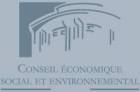 CONSEIL ÉCONOMIQUE
SOCIAL ET ENVIRONNEMENTAL